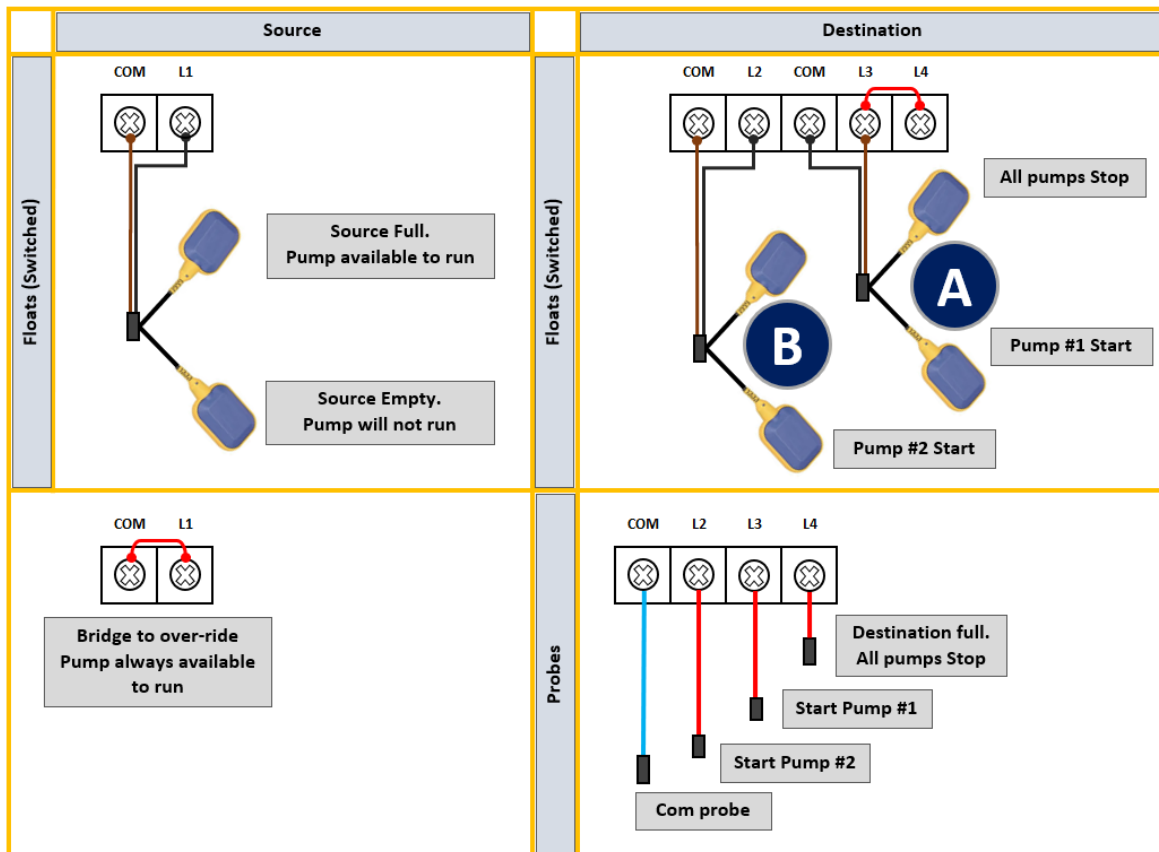 Source
Destination
Floats (Switched)
COM L1
Source Full.
Pump available to run
Source Empty.
Pump will not run
Floats (Switched)
COM L2 COM L3 L4
All pumps Stop
A
Pump #1 Start
B
Pump #2 Start
COM L1
Bridge to over-ride
Pump always available
to run
Probes
COM L2 L3 L4
Destination full.
All pumps Stop
Start Pump #1
Start Pump #2
Com probe